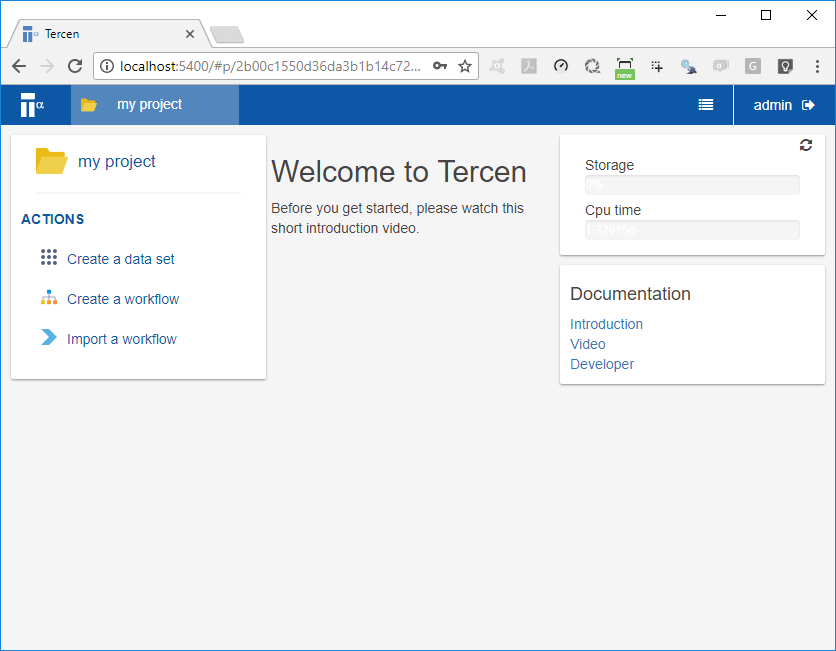 Tercen
localhost:5400/#p/2b00c1550d36da3b1b14c72...
new
G
α
my project
admin
my project
ACTIONS
Create a data set
Create a workflow
Import a workflow
Welcome to Tercen
Before you get started, please watch this
short introduction video.
Storage
0%
Cpu time
1.32015e-
Documentation
Introduction
Video
Developer